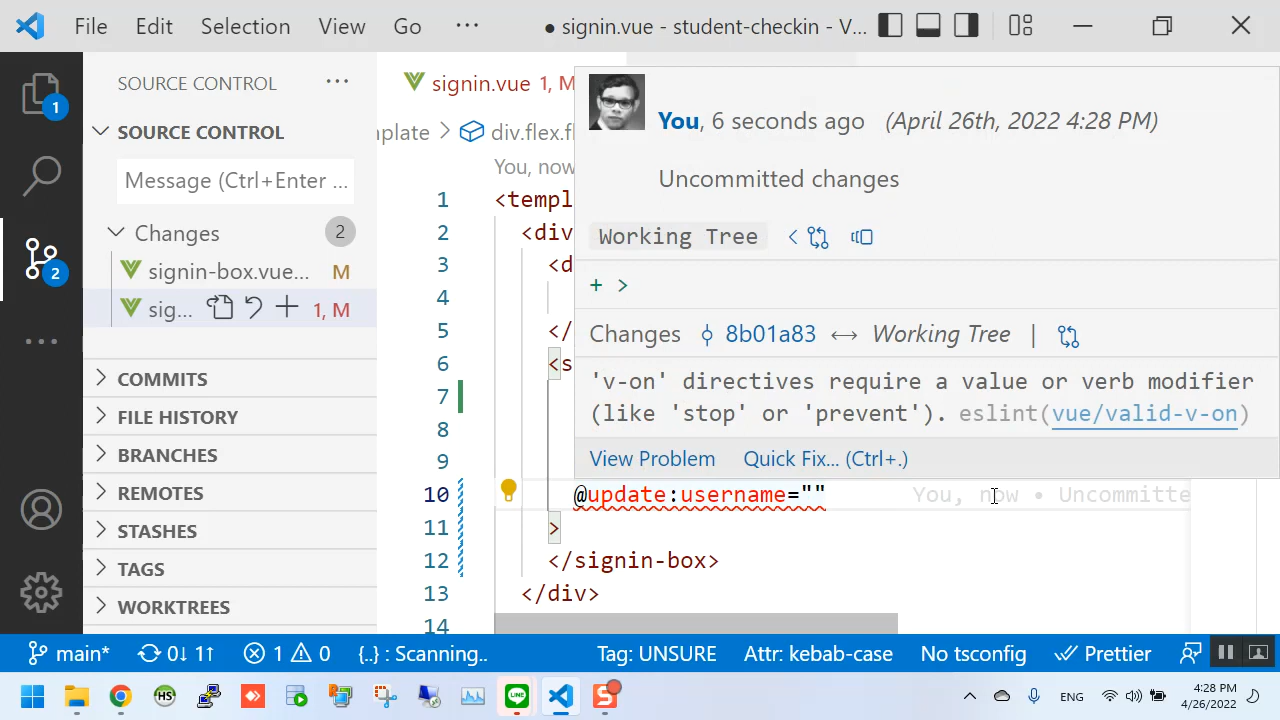 File Edit Selection View Go ··· ● signin.vue - student-checkin - V...
SOURCE CONTROL ···
SOURCE CONTROL
Message (Ctrl+Enter ...
Changes 2
signin-box.vue... M
sig... 1, M
COMMITS
FILE HISTORY
BRANCHES
REMOTES
STASHES
TAGS
WORKTREES
1
2
signin.vue 1, M
mplate > div.flex.fl
You, now
1 <templ
2 <div
3 <d
4
5 </
6 <s
7
8
9
10 @update:username="" You, now • Uncommitte
11 >
12 </signin-box>
13 </div>
14
You, 6 seconds ago (April 26th, 2022 4:28 PM)
Uncommitted changes
Working Tree
+ >
Changes 8b01a83 ↔ Working Tree |
'v-on' directives require a value or verb modifier
(like 'stop' or 'prevent'). eslint(vue/valid-v-on)
View Problem Quick Fix... (Ctrl+.)
main* 0↓ 1↑ 1 0 {..} : Scanning.. Tag: UNSURE Attr: kebab-case No tsconfig Prettier
HS S ENG 4:28 PM
LINE 4/26/2022